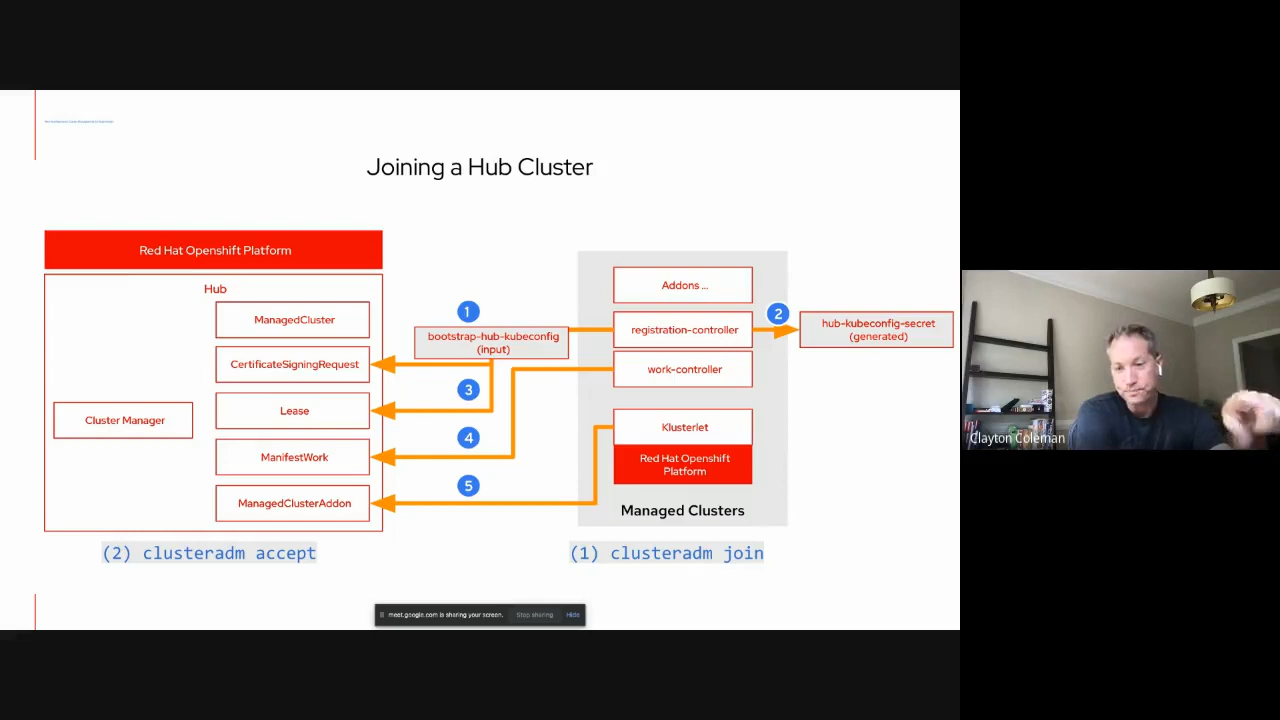 Joining a Hub Cluster
Red Hat Openshift Platform
Hub
ManagedCluster
CertificateSigningRequest
Lease
ManifestWork
ManagedClusterAddon
Cluster Manager
(2) clusteradm accept
1
bootstrap-hub-kubeconfig
(input)
3
4
5
Addons ...
registration-controller
work-controller
Klusterlet
Red Hat Openshift
Platform
Managed Clusters
(1) clusteradm join
2
hub-kubeconfig-secret
(generated)
meet.google.com is sharing your screen.
Stop sharing
Hide
Clayton Coleman